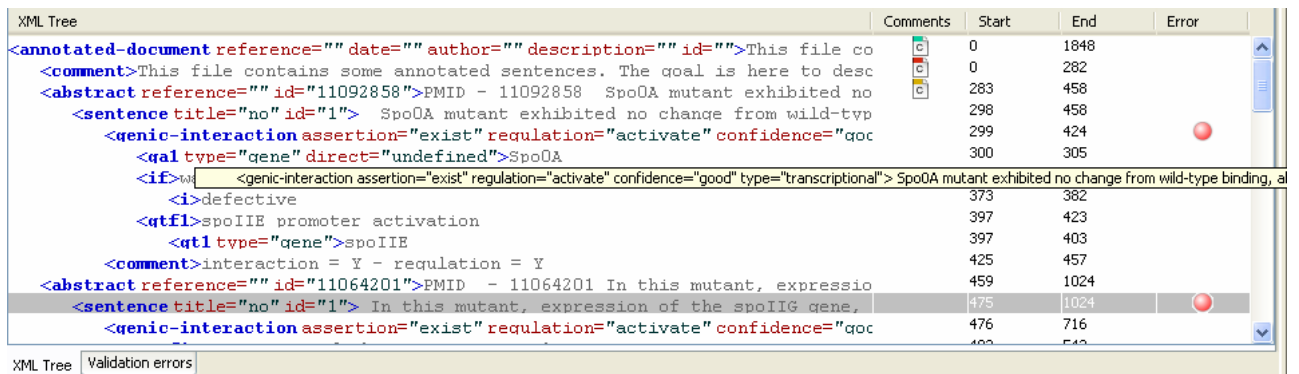 XML Tree Comments Start End Error
<annotated-document reference="" date="" author="" description="" id="">This file co 0 1848
<comment>This file contains some annotated sentences. The goal is here to desc 0 282
<abstract reference="" id="11092858">PMID - 11092858 Spo0A mutant exhibited no 283 458
<sentence title="no" id="1"> Spo0A mutant exhibited no change from wild-typ 298 458
<genic-interaction assertion="exist" regulation="activate" confidence="goo 299 424
<ga1 type="gene" direct="undefined">Spo0A 300 305
<if>w
<genic-interaction assertion="exist" regulation="activate" confidence="good" type="transcriptional"> Spo0A mutant exhibited no change from wild-type binding, al
<i>defective 373 382
<gtf1>spoIIE promoter activation 397 423
<gt1 type="gene">spoIIE 397 403
<comment>interaction = Y - regulation = Y 425 457
<abstract reference="" id="11064201">PMID - 11064201 In this mutant, expressio 459 1024
<sentence title="no" id="1"> In this mutant, expression of the spoIIG gene, 475 1024
<genic-interaction assertion="exist" regulation="activate" confidence="goo 476 716
XML Tree Validation errors